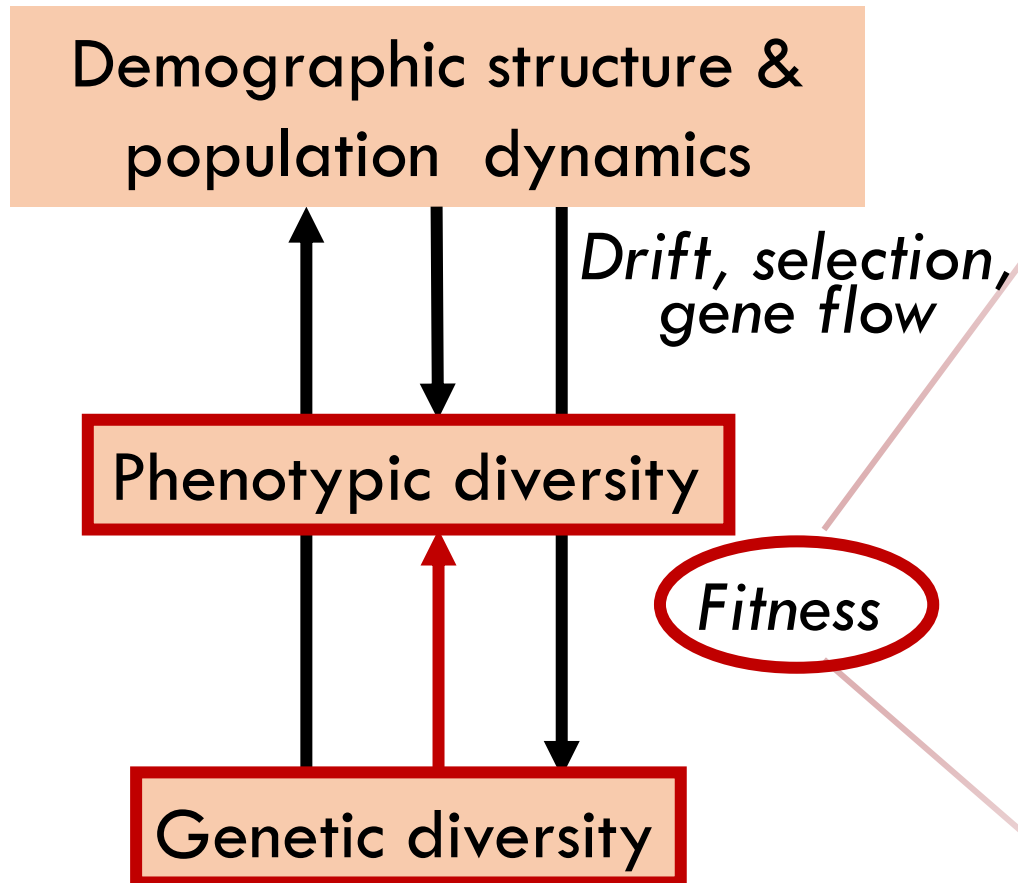 Demographic structure &
population dynamics
Drift, selection,
gene flow
Phenotypic diversity
Fitness
Genetic diversity